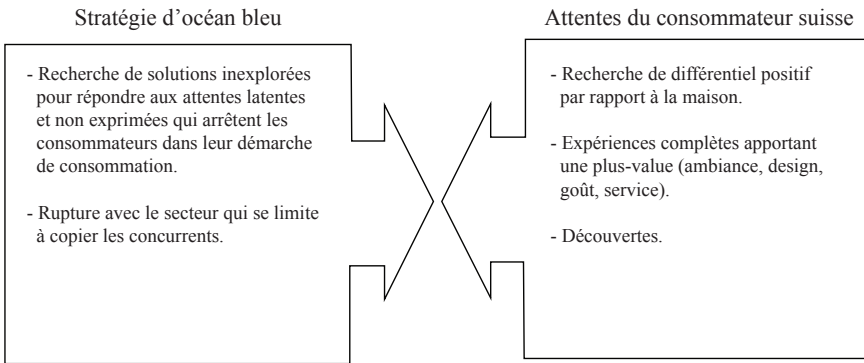 Stratégie d’océan bleu
- Recherche de solutions inexplorées
pour répondre aux attentes latentes
et non exprimées qui arrêtent les
consommateurs dans leur démarche
de consommation.
- Rupture avec le secteur qui se limite
à copier les concurrents.
Attentes du consommateur suisse
- Recherche de différentiel positif
par rapport à la maison.
- Expériences complètes apportant
une plus-value (ambiance, design,
goût, service).
- Découvertes.